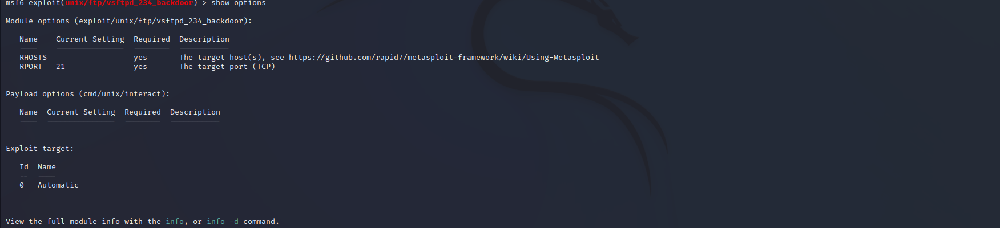 msf6 exploit(unix/ftp/vsftpd_234_backdoor) > show options
Module options (exploit/unix/ftp/vsftpd_234_backdoor):
Name Current Setting Required Description
---- --------------- -------- -----------
RHOSTS yes The target host(s), see https://github.com/rapid7/metasploit-framework/wiki/Using-Metasploit
RPORT 21 yes The target port (TCP)
Payload options (cmd/unix/interact):
Name Current Setting Required Description
---- --------------- -------- -----------
Exploit target:
Id Name
-- ----
0 Automatic
View the full module info with the info, or info -d command.